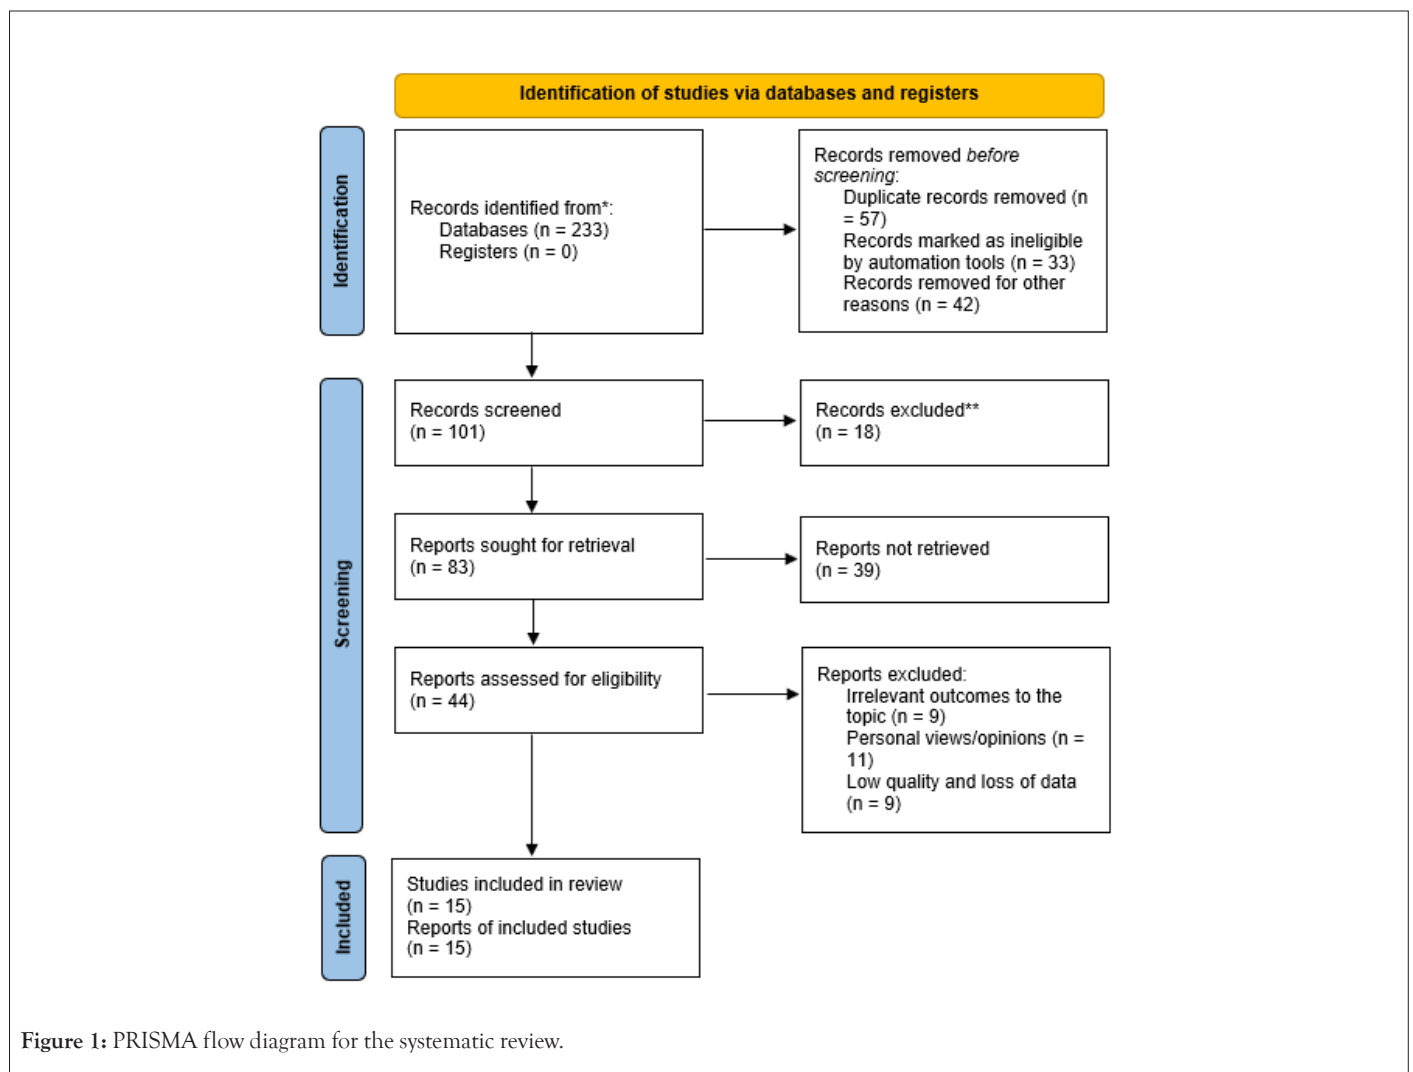 Identification of studies via databases and registers
Identification
Records identified from*:
Databases (n = 233)
Registers (n = 0)
Records removed before
screening:
Duplicate records removed (n
= 57)
Records marked as ineligible
by automation tools (n = 33)
Records removed for other
reasons (n = 42)
Screening
Records screened
(n = 101)
Records excluded**
(n = 18)
Reports sought for retrieval
(n = 83)
Reports not retrieved
(n = 39)
Reports assessed for eligibility
(n = 44)
Reports excluded:
Irrelevant outcomes to the
topic (n = 9)
Personal views/opinions (n =
11)
Low quality and loss of data
(n = 9)
Included
Studies included in review
(n = 15)
Reports of included studies
(n = 15)
Figure 1: PRISMA flow diagram for the systematic review.